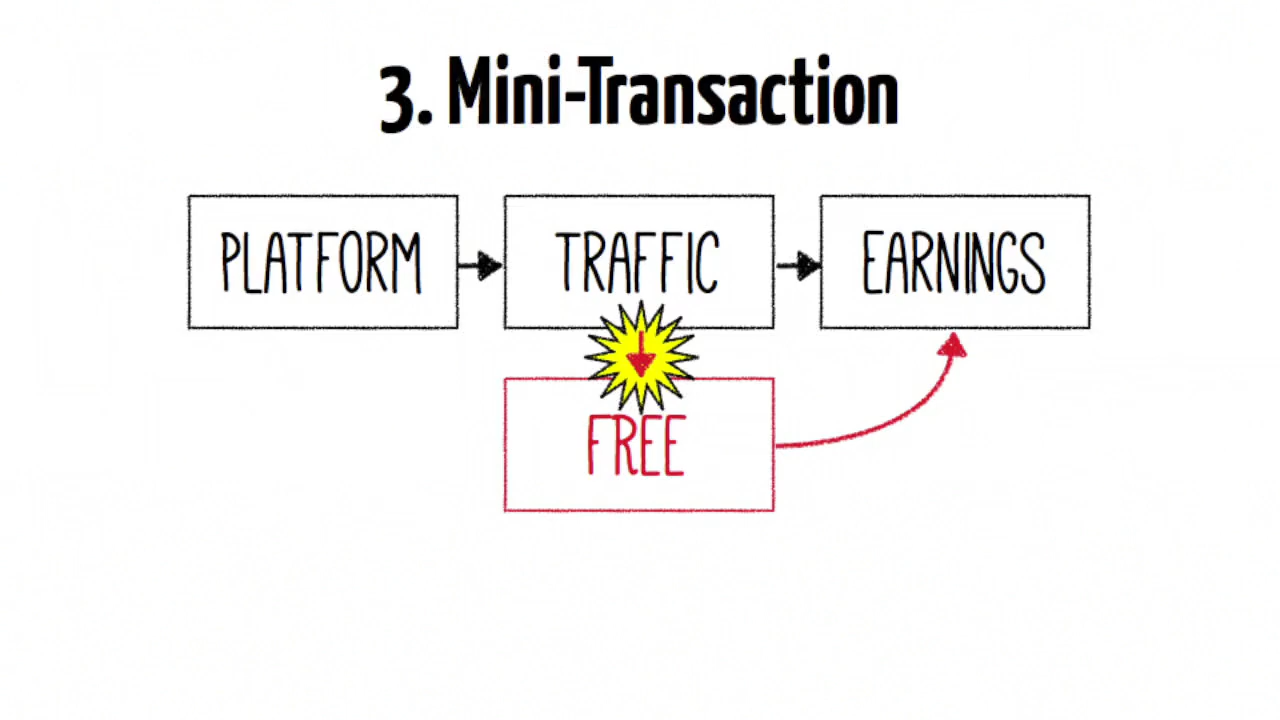 3. Mini-Transaction
PLATFORM
TRAFFIC
EARNINGS
FREE